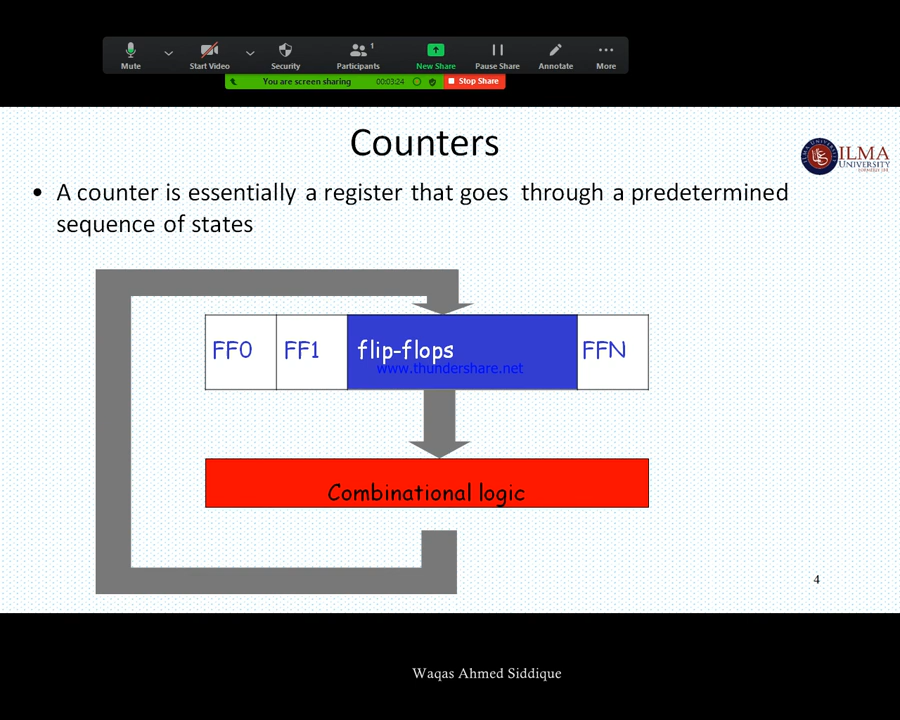 1
Mute
Start Video
Security
Participants
New Share
Pause Share
Annotate
More
You are screen sharing
00:03:24
Stop Share
Counters
ILMA
UNIVERSITY
• A counter is essentially a register that goes through a predetermined
sequence of states
FF0 FF1 flip-flops FFN
www.thundershare.net
Combinational logic
4
Waqas Ahmed Siddique